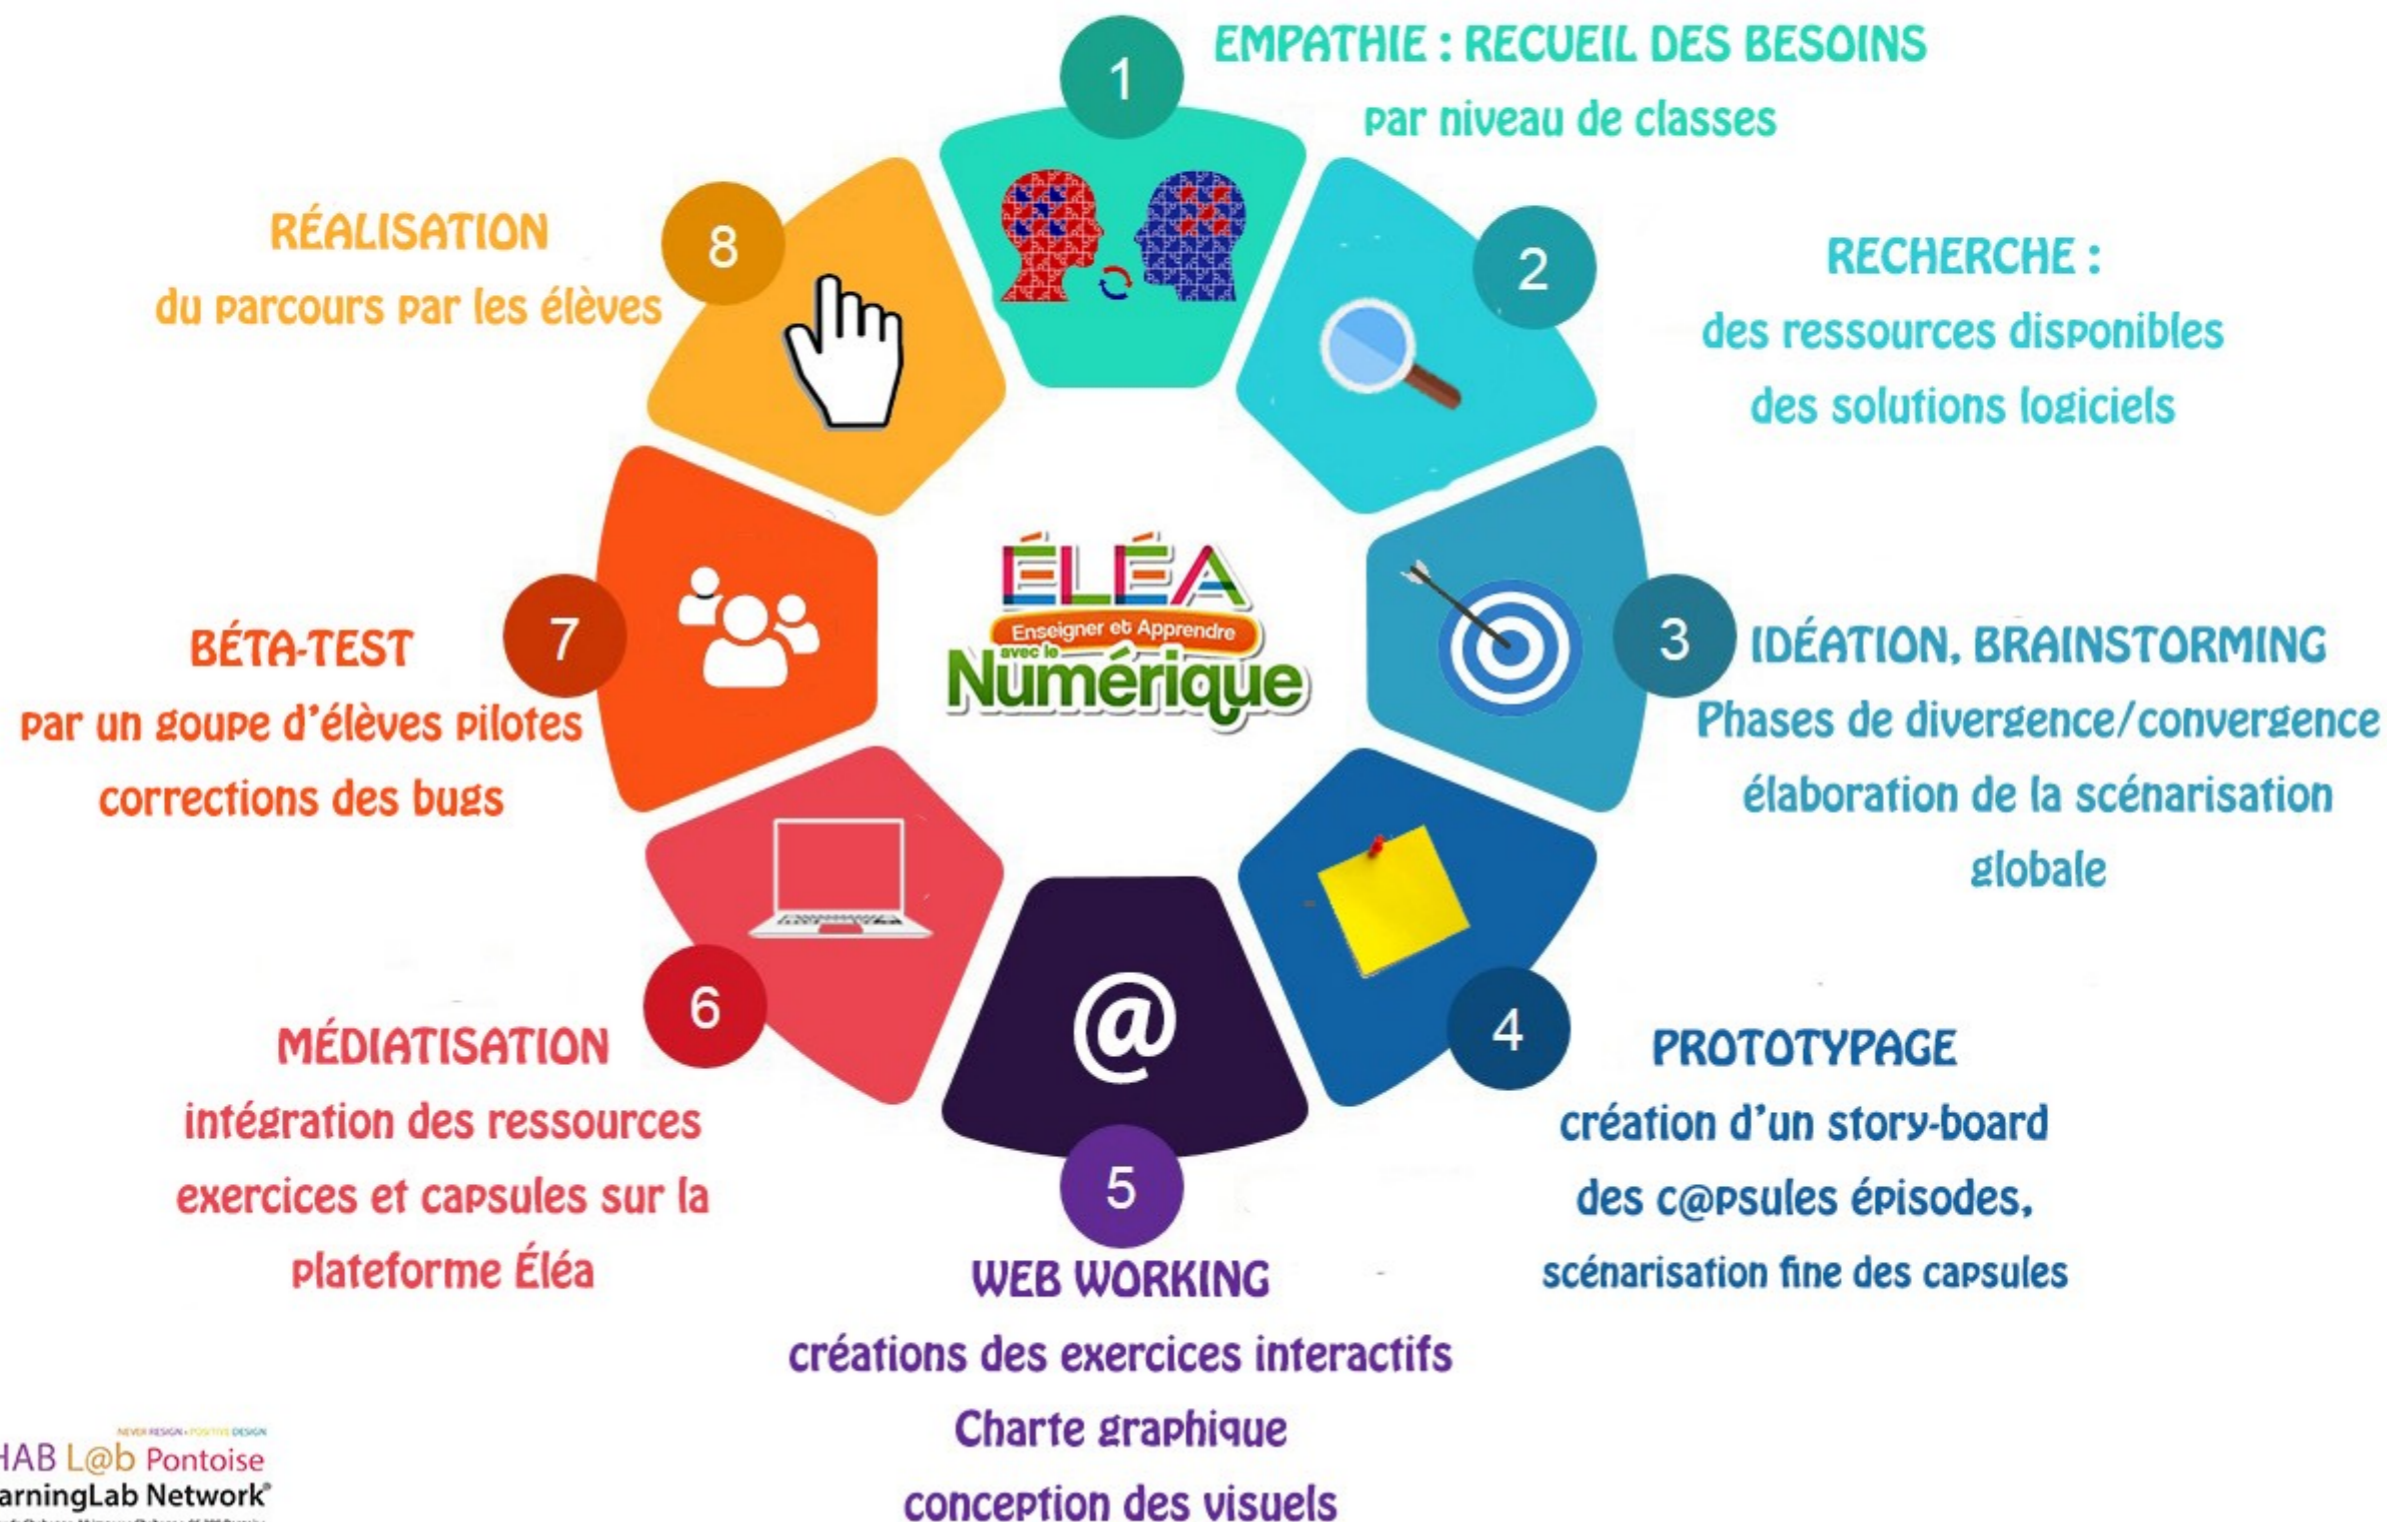 1
EMPATHIE : RECUEIL DES BESOINS
par niveau de classes
2
RECHERCHE :
des ressources disponibles
des solutions logiciels
3
IDÉATION, BRAINSTORMING
Phases de divergence/convergence
élaboration de la scénarisation
globale
4
PROTOTYPAGE
création d'un story-board
des c@psules épisodes,
scénarisation fine des capsules
5
WEB WORKING
créations des exercices interactifs
Charte graphique
conception des visuels
6
MÉDIATISATION
intégration des ressources
exercices et capsules sur la
plateforme Éléa
7
BÉTA-TEST
par un goupe d'élèves pilotes
corrections des bugs
8
RÉALISATION
du parcours par les élèves
ÉLÉA
Enseigner et Apprendre
avec le
Numérique
@
NEVER RESIGN • POSITIVE DESIGN
HAB L@b Pontoise
arningLab Network®